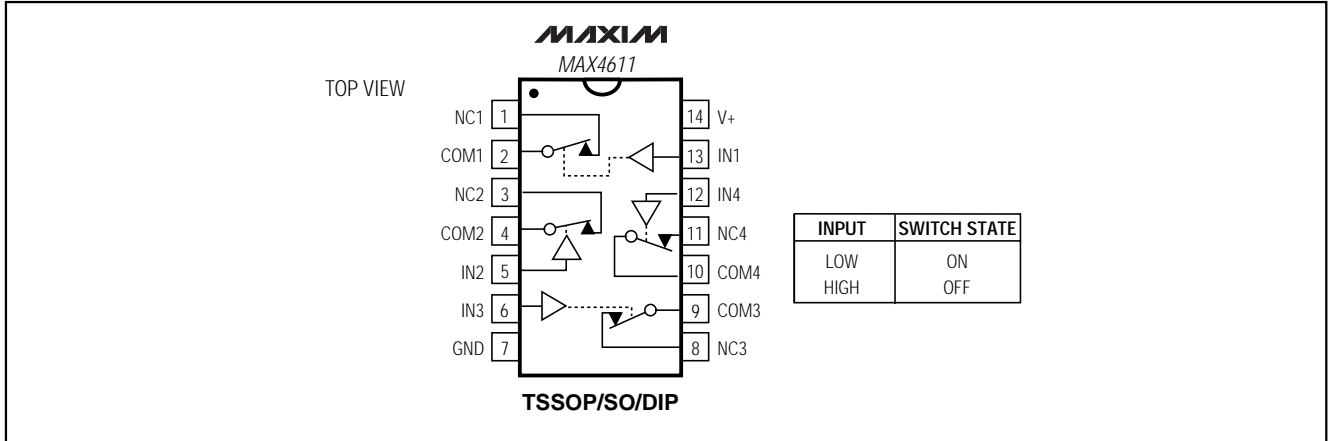 MAXIM
MAX4611
TOP VIEW
NC1 1 14 V+
COM1 2 13 IN1
NC2 3 12 IN4
COM2 4 11 NC4
IN2 5 10 COM4
IN3 6 9 COM3
GND 7 8 NC3
TSSOP/SO/DIP
INPUT SWITCH STATE
LOW ON
HIGH OFF